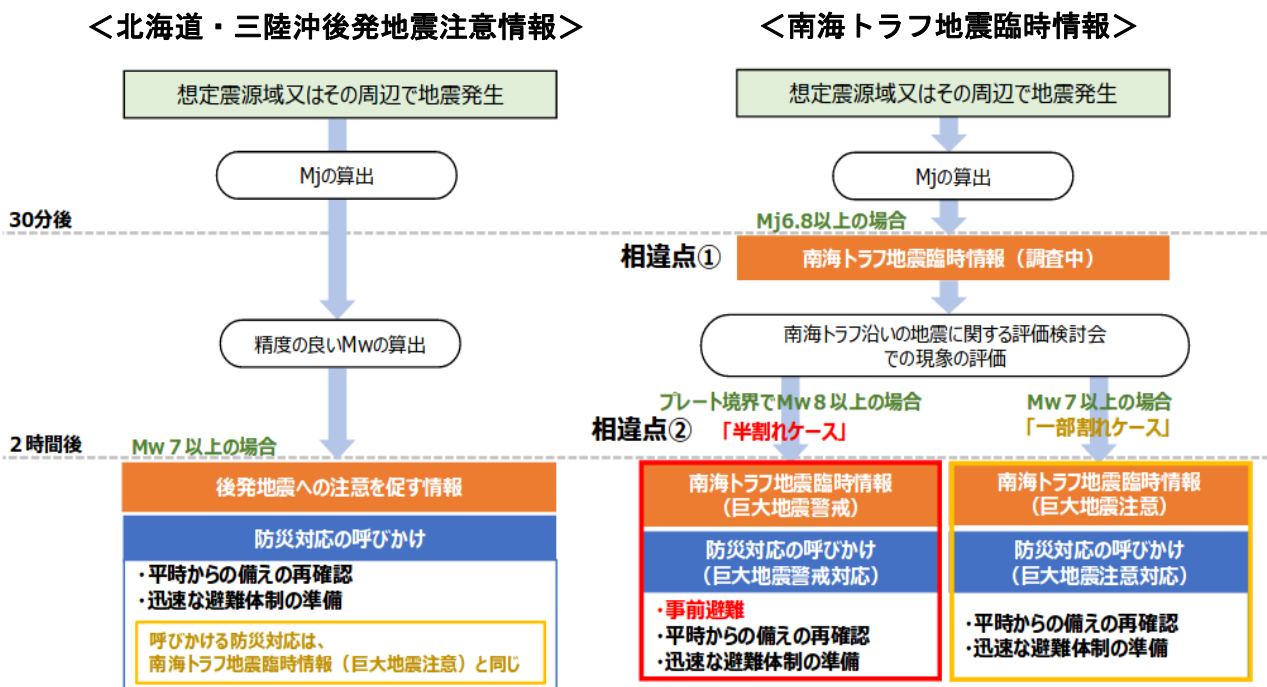 ＜北海道・三陸沖後発地震注意情報＞
想定震源域又はその周辺で地震発生
Mjの算出
30分後
精度の良いMwの算出
2時間後
Mw７以上の場合
後発地震への注意を促す情報
防災対応の呼びかけ
・平時からの備えの再確認
・迅速な避難体制の準備
呼びかける防災対応は、
南海トラフ地震臨時情報（巨大地震注意）と同じ
＜南海トラフ地震臨時情報＞
想定震源域又はその周辺で地震発生
Mjの算出
Mj6.8以上の場合
相違点①
南海トラフ地震臨時情報（調査中）
南海トラフ沿いの地震に関する評価検討会
での現象の評価
プレート境界でMw８以上の場合
相違点②
「半割れケース」
Mw７以上の場合
「一部割れケース」
南海トラフ地震臨時情報
（巨大地震警戒）
防災対応の呼びかけ
（巨大地震警戒対応）
・事前避難
・平時からの備えの再確認
・迅速な避難体制の準備
南海トラフ地震臨時情報
（巨大地震注意）
防災対応の呼びかけ
（巨大地震注意対応）
・平時からの備えの再確認
・迅速な避難体制の準備